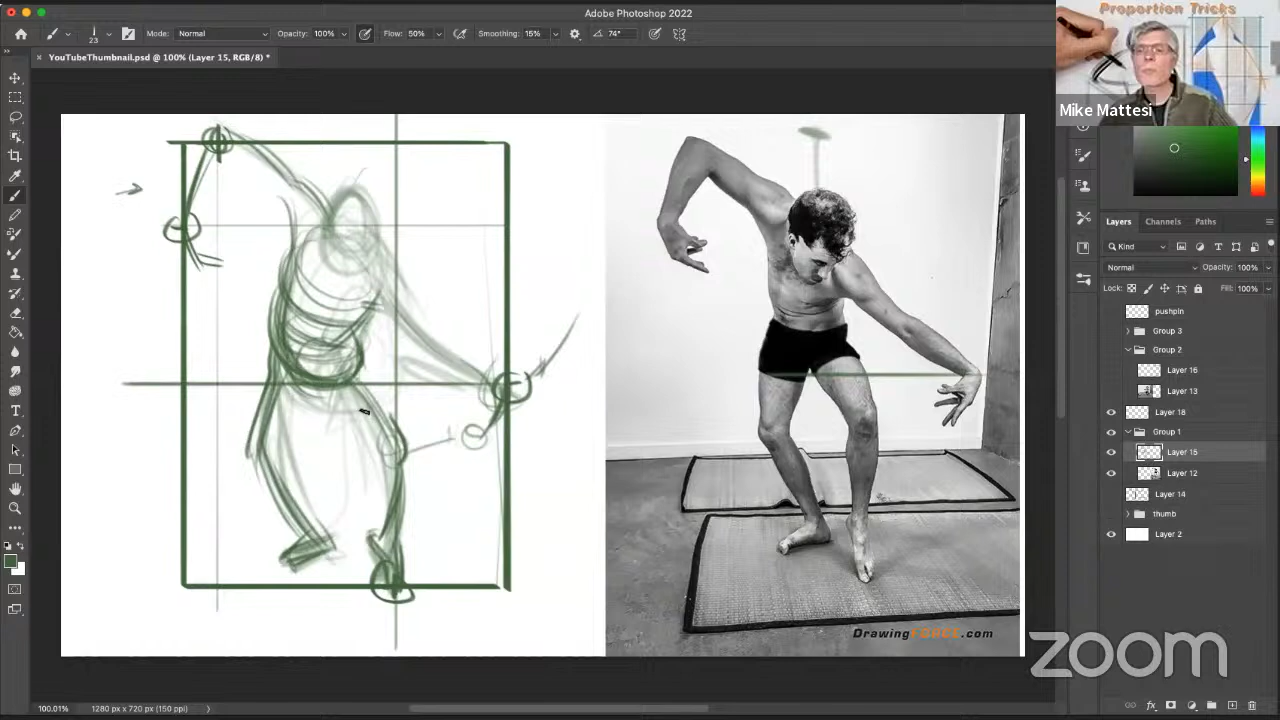 Adobe Photoshop 2022
Proportion Tricks
23
Mode: Normal
Opacity: 100%
Flow: 50%
Smoothing: 15%
74°
YouTubeThumbnail.psd @ 100% (Layer 15, RGB/8) *
Mike Mattesi
Layers Channels Paths
Kind
Normal Opacity: 100%
Lock: Fill: 100%
pushpin
Group 3
Group 2
Layer 16
Layer 13
Layer 18
Group 1
Layer 15
Layer 12
Layer 14
thumb
Layer 2
DrawingFORCE.com
zoom
100.01% 1280 px x 720 px (150 ppi)